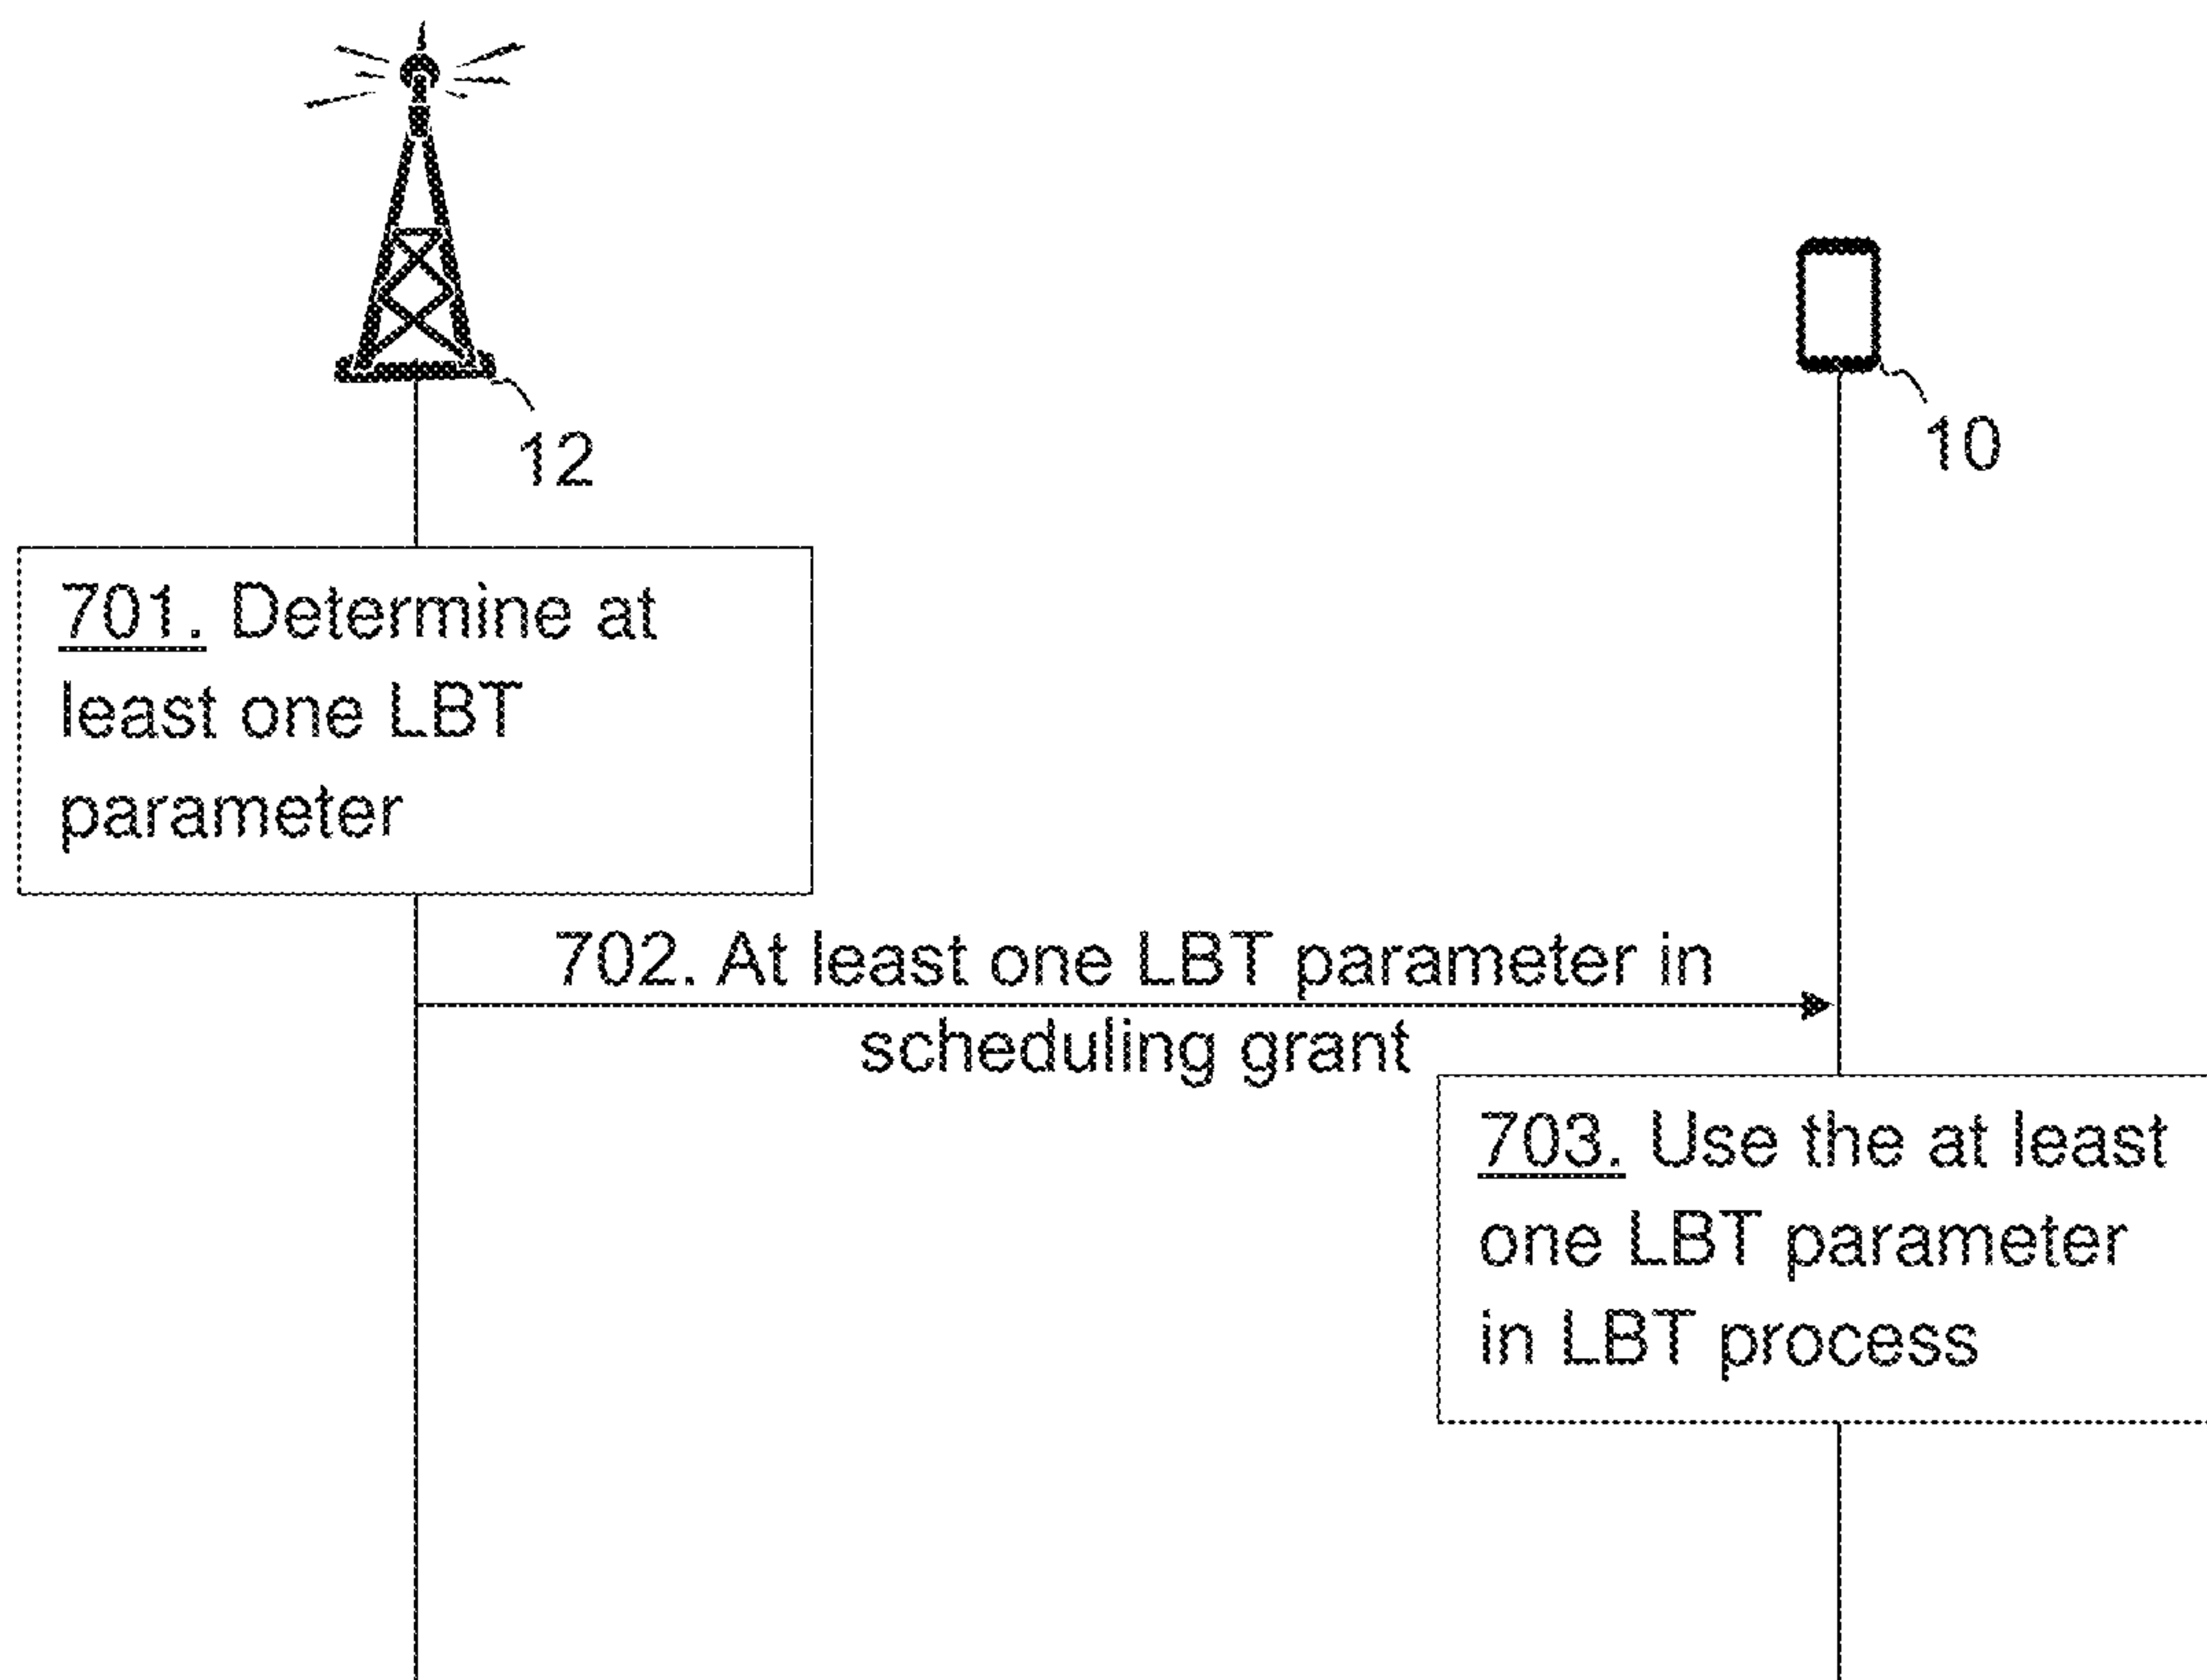 12
10
701. Determine at
least one LBT
parameter
702. At least one LBT parameter in
scheduling grant
703. Use the at least
one LBT parameter
in LBT process